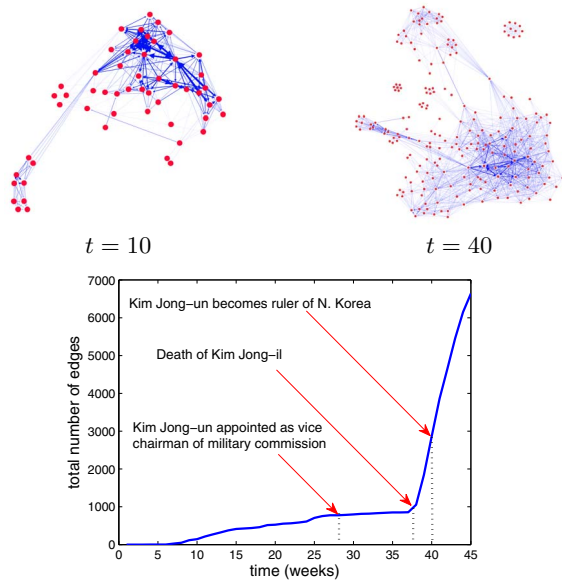 t = 10
t = 40
7000
6000
5000
4000
3000
2000
1000
0
total number of edges
Kim Jong-un becomes ruler of N. Korea
Death of Kim Jong-il
Kim Jong-un appointed as vice
chairman of military commission
0 5 10 15 20 25 30 35 40 45
time (weeks)